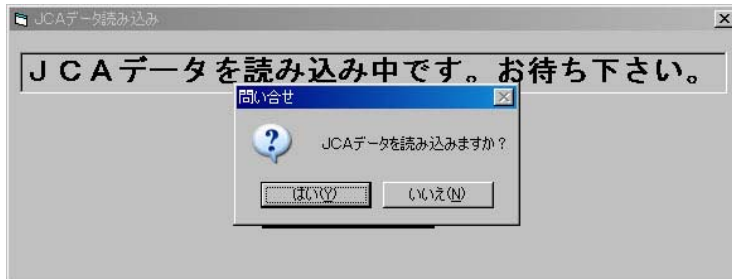 JCAデータ読み込み
ＪＣＡデータを読み込み中です。お待ち下さい。
問い合せ
JCAデータを読み込みますか？
はい(Y)
いいえ(N)